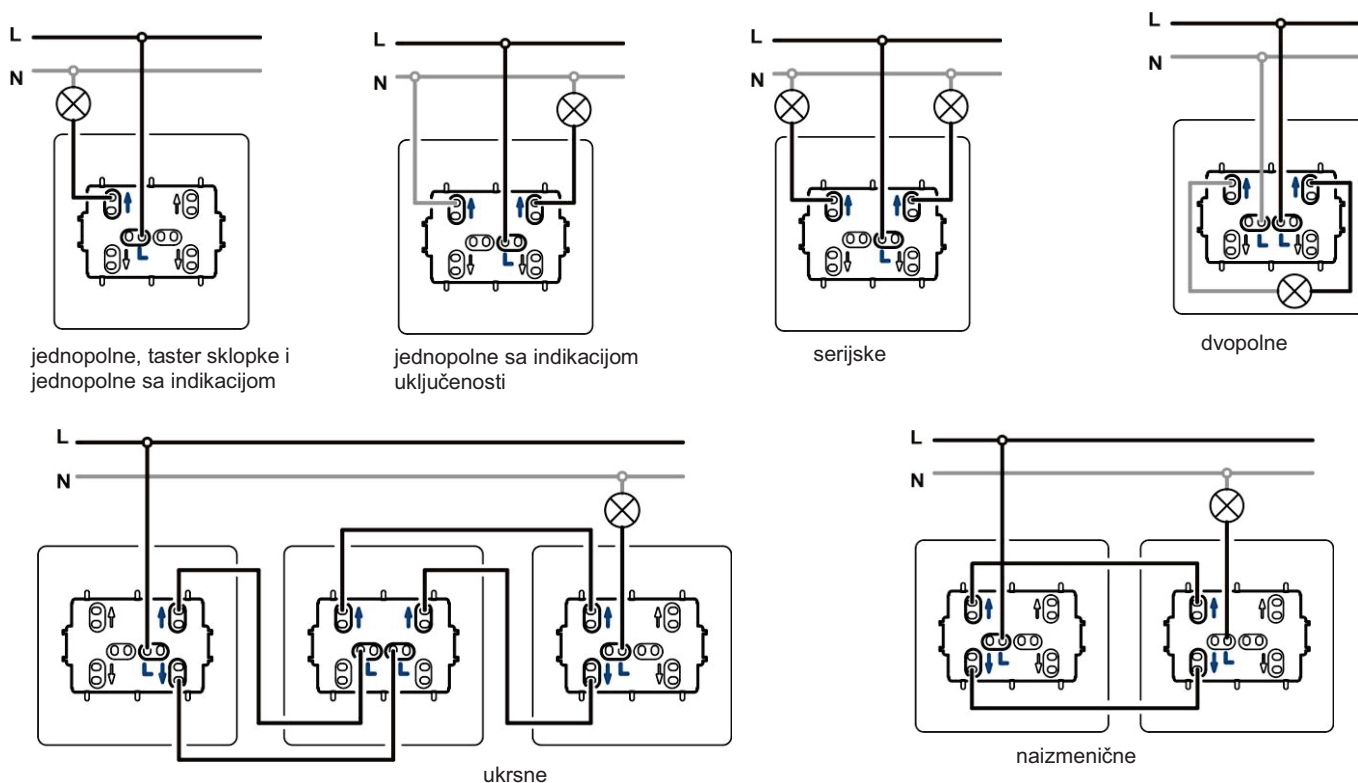 L
N
L
jednopolne, taster sklopke i
jednopolne sa indikacijom
L
N
L
jednopolne sa indikacijom
uključenosti
L
N
L
serijske
L
N
L L
dvopolne
L
N
L
L L
L
ukrsne
L
N
L
L
naizmenične